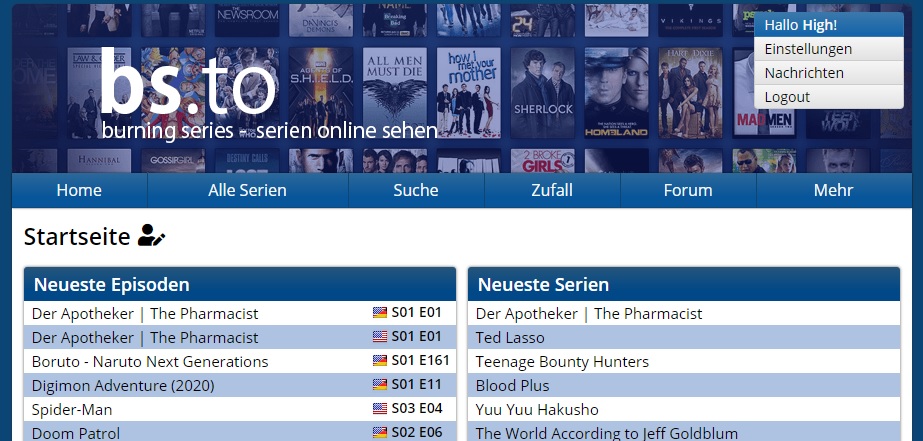 NEWSROOM
DAVINCI'S
DEMONS
Breaking
Bad
VIKINGS
Hallo High!
Einstellungen
Nachrichten
Logout
LAW & ORDER
AGENTS OF
S.H.I.E.L.D.
ALL MEN
MUST DIE
how i met your
mother
SHERLOCK
HOMELAND
HART OF DIXIE
MAD MEN
TEEN
WOLF
bs.to
burning series – serien online sehen
HANNIBAL
GOSSIP GIRL
DESTINY CALLS
2 BROKE
GIRLS
Home
Alle Serien
Suche
Zufall
Forum
Mehr
Startseite
Neueste Episoden
Neueste Serien
Der Apotheker | The Pharmacist S01 E01
Der Apotheker | The Pharmacist
Der Apotheker | The Pharmacist S01 E01
Ted Lasso
Boruto - Naruto Next Generations S01 E161
Teenage Bounty Hunters
Digimon Adventure (2020) S01 E11
Blood Plus
Spider-Man S03 E04
Yuu Yuu Hakusho
Doom Patrol S02 E06
The World According to Jeff Goldblum